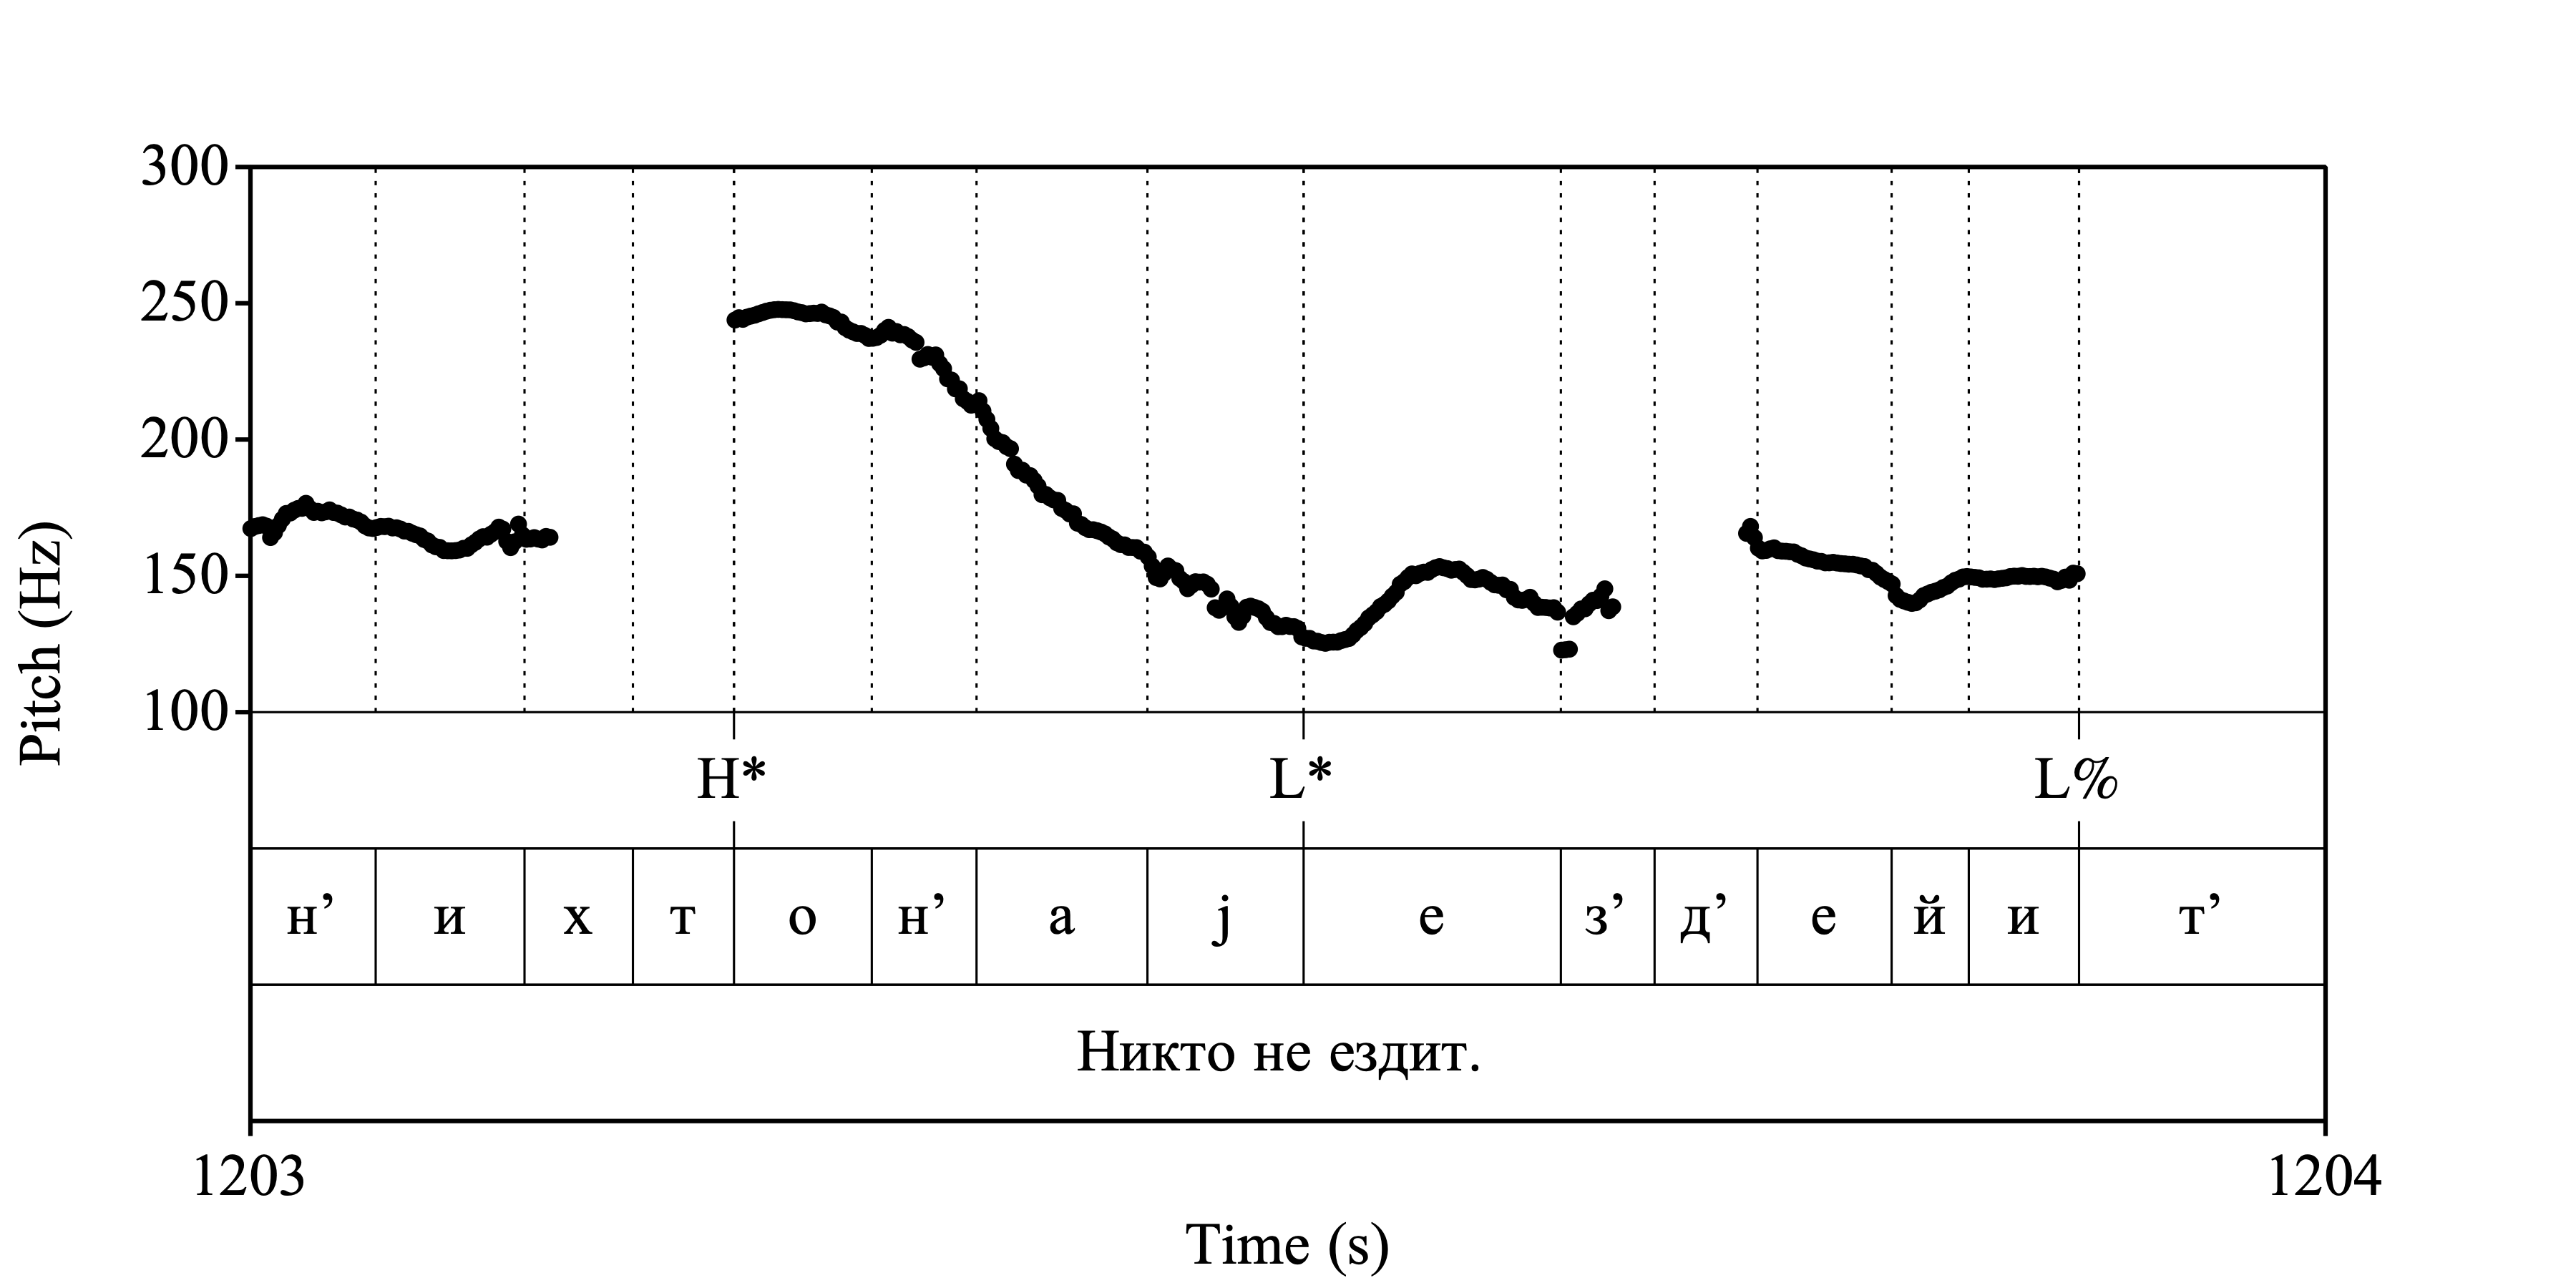 300
250
200
150
100
Pitch (Hz)
H* L* L%
н’ и х т о н’ а j е з’ д’ е й и т’
Никто не ездит.
1203 1204
Time (s)